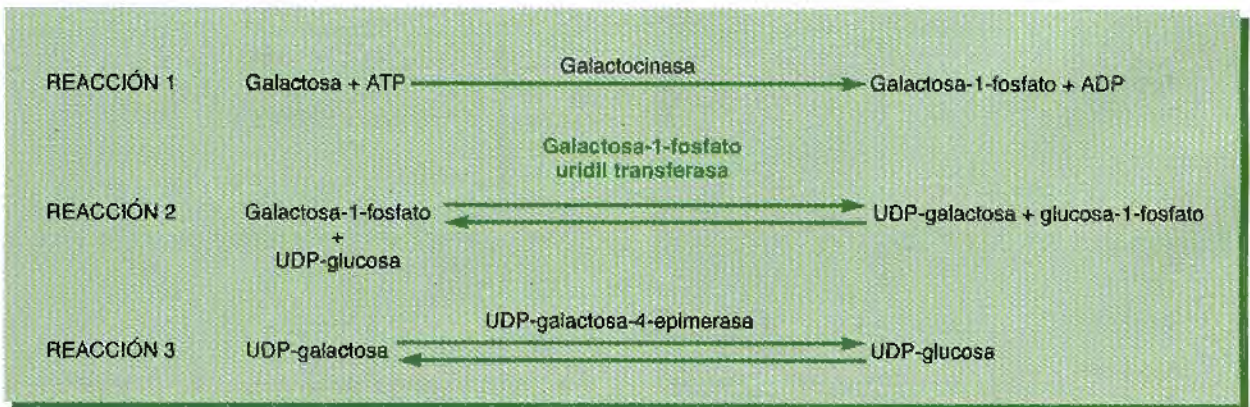 REACCIÓN 1 Galactosa + ATP Galactocinasa Galactosa-1-fosfato + ADP
Galactosa-1-fosfato
uridil transferasa
REACCIÓN 2 Galactosa-1-fosfato UDP-galactosa + glucosa-1-fosfato
+
UDP-glucosa
UDP-galactosa-4-epimerasa
REACCIÓN 3 UDP-galactosa UDP-glucosa